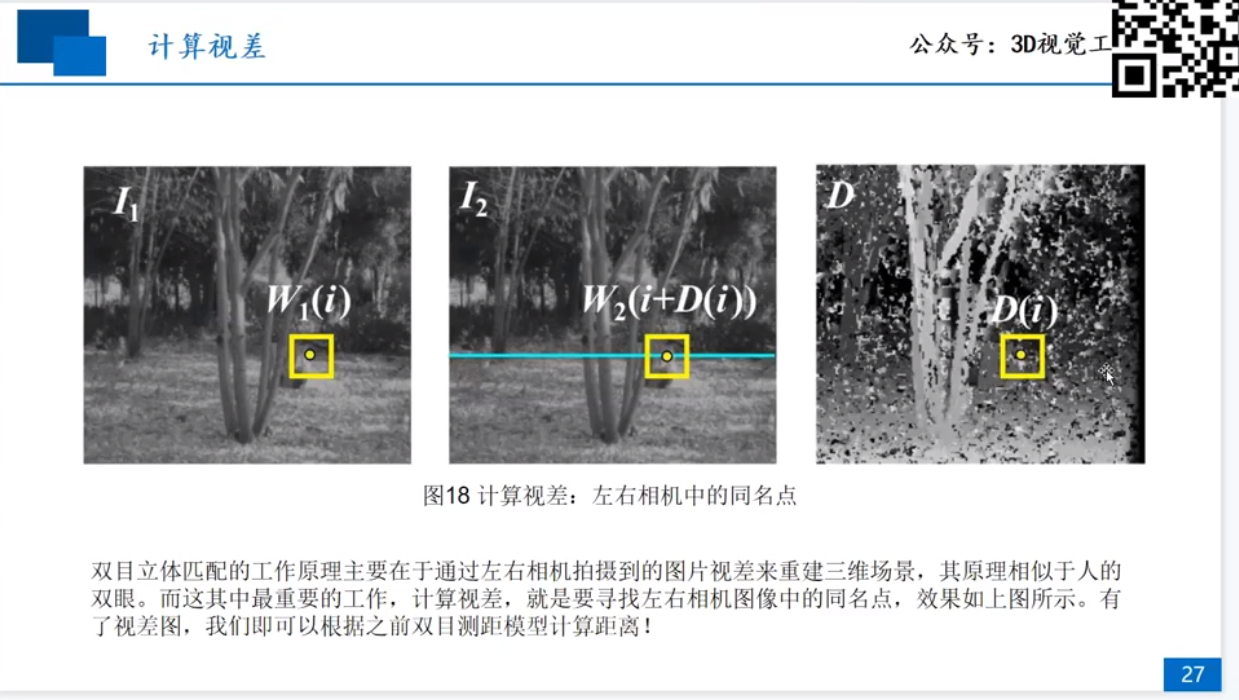 计算视差
公众号：3D视觉工
I1
I2
D
W1(i)
W2(i+D(i))
D(i)
图18 计算视差：左右相机中的同名点
双目立体匹配的工作原理主要在于通过左右相机拍摄到的图片视差来重建三维场景，其原理相似于人的
双眼。而这其中最重要的工作，计算视差，就是要寻找左右相机图像中的同名点，效果如上图所示。有
了视差图，我们即可以根据之前双目测距模型计算距离！
27